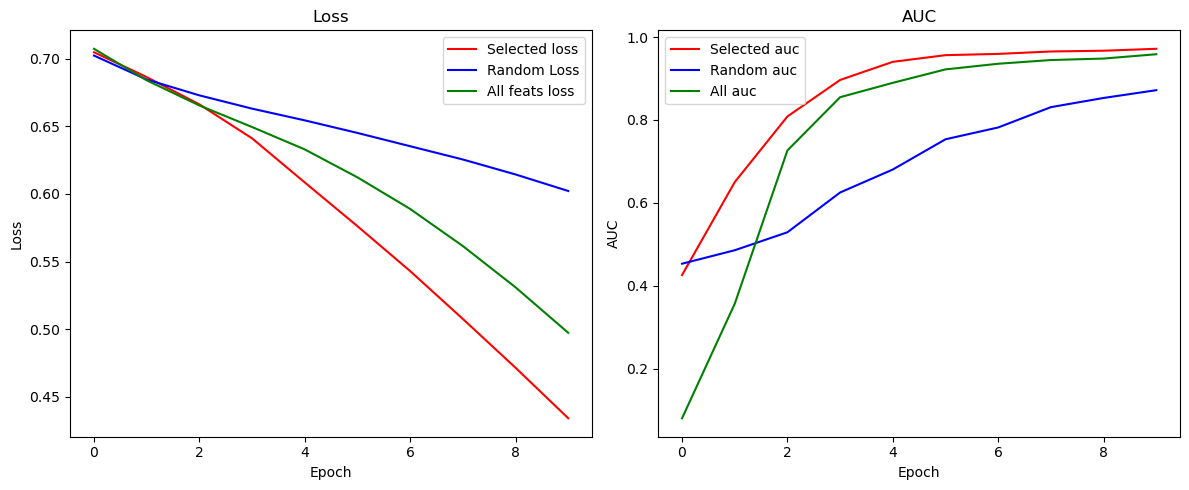 Loss
0.70
0.65
0.60
0.55
0.50
0.45
Loss
0 2 4 6 8
Epoch
Selected loss
Random Loss
All feats loss
AUC
1.0
0.8
0.6
0.4
0.2
AUC
0 2 4 6 8
Epoch
Selected auc
Random auc
All auc